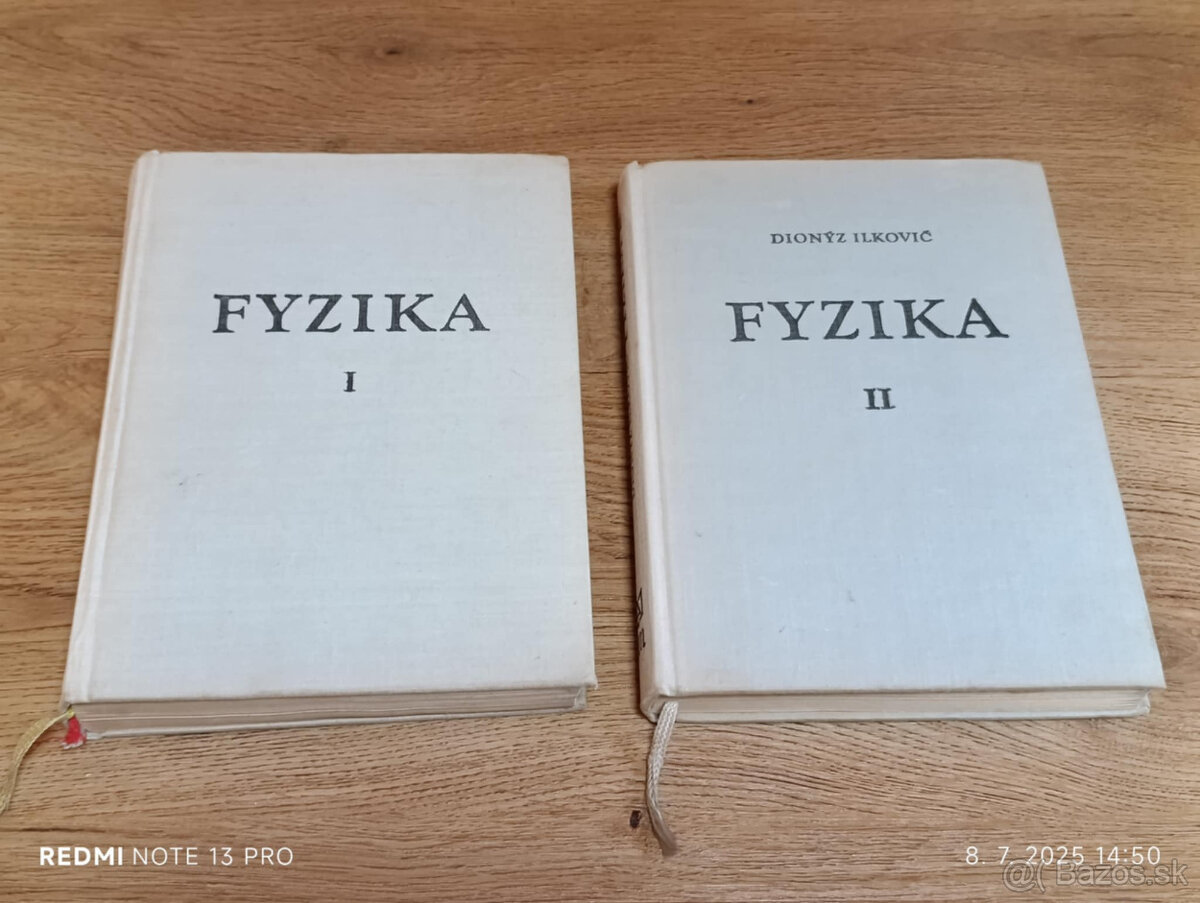 FYZIKA
I
DIONÝZ ILKOVIČ
FYZIKA
II
REDMI NOTE 13 PRO
8. 7. 2025 14:50
@( Bazos.sk